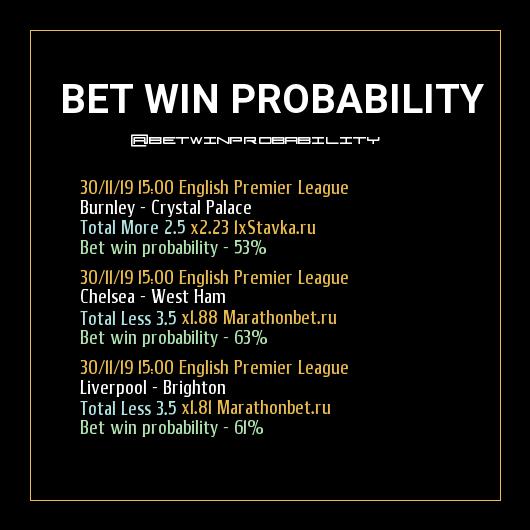 BET WIN PROBABILITY
@BETWINPROBABILITY
30/11/19 15:00 English Premier League
Burnley - Crystal Palace
Total More 2.5 x2.23 1xStavka.ru
Bet win probability - 53%
30/11/19 15:00 English Premier League
Chelsea - West Ham
Total Less 3.5 x1.88 Marathonbet.ru
Bet win probability - 63%
30/11/19 15:00 English Premier League
Liverpool - Brighton
Total Less 3.5 x1.81 Marathonbet.ru
Bet win probability - 61%